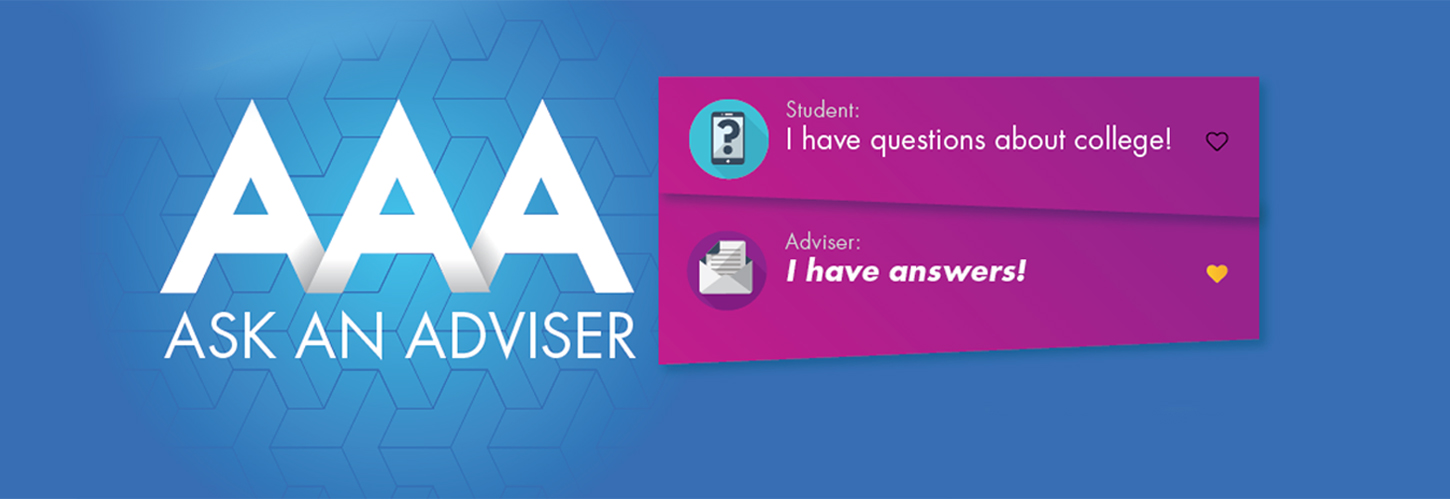 AAA
ASK AN ADVISER
Student:
I have questions about college!
Adviser:
I have answers!